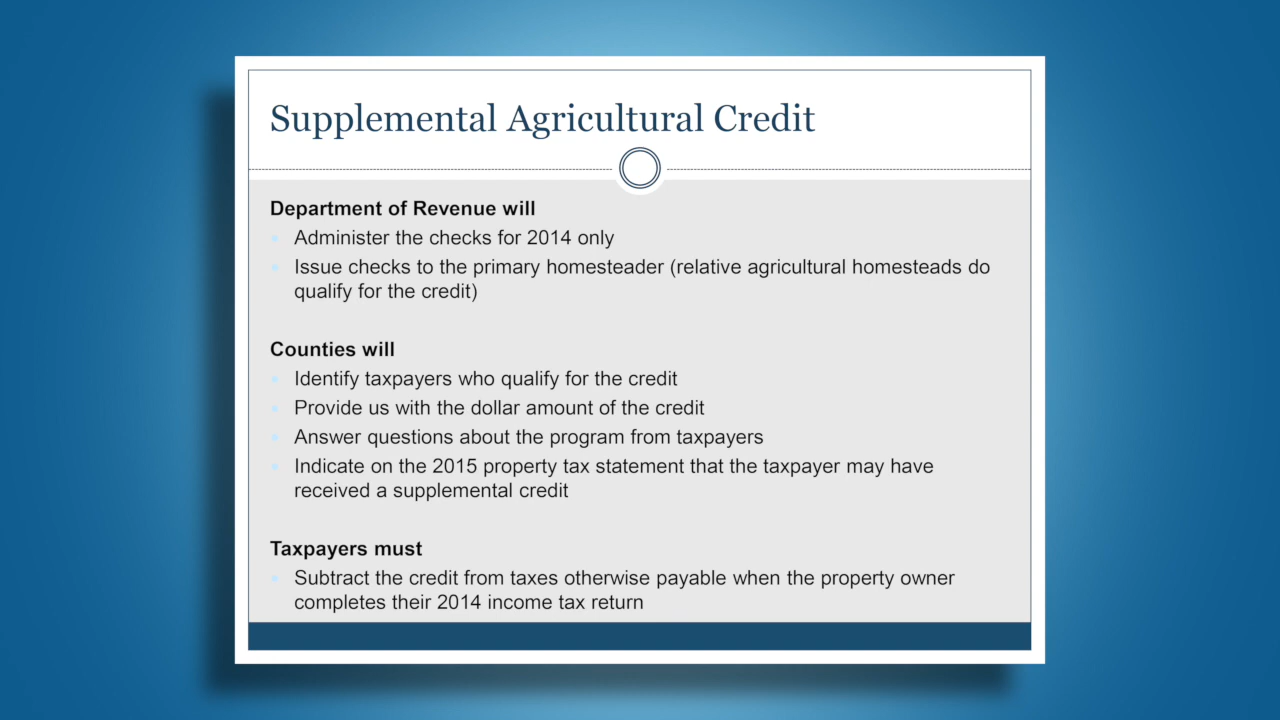 Supplemental Agricultural Credit
Department of Revenue will
Administer the checks for 2014 only
Issue checks to the primary homesteader (relative agricultural homesteads do
qualify for the credit)
Counties will
Identify taxpayers who qualify for the credit
Provide us with the dollar amount of the credit
Answer questions about the program from taxpayers
Indicate on the 2015 property tax statement that the taxpayer may have
received a supplemental credit
Taxpayers must
Subtract the credit from taxes otherwise payable when the property owner
completes their 2014 income tax return